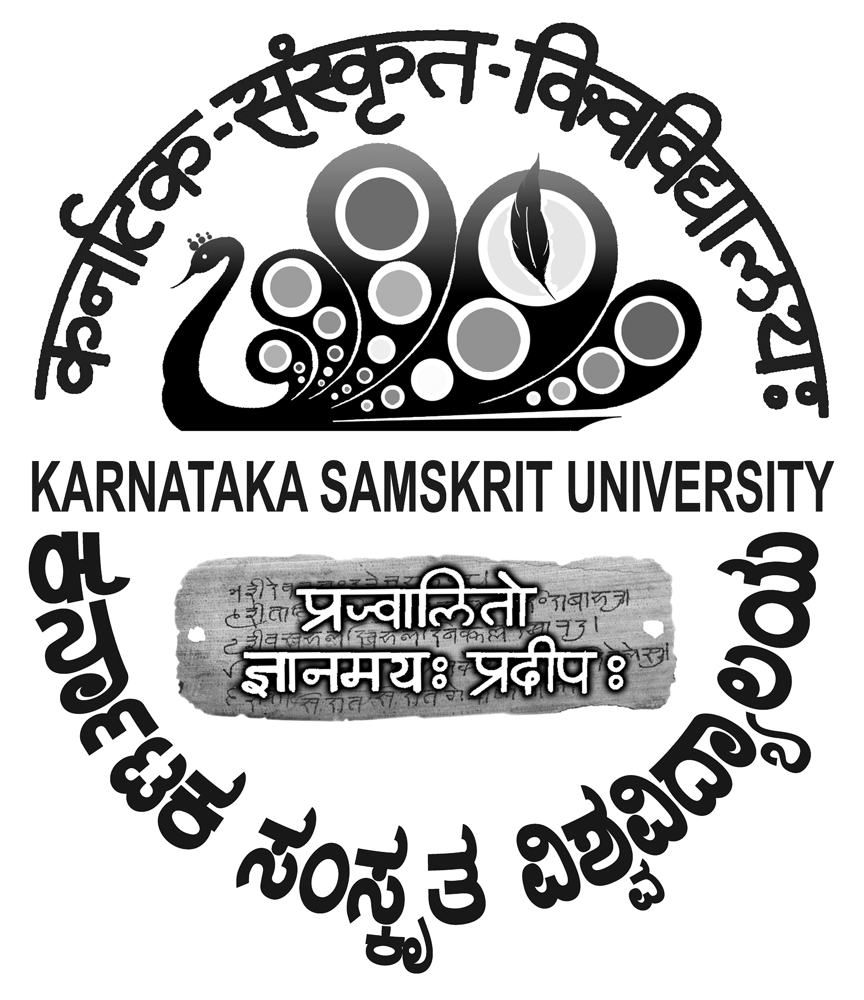 कर्नाटक-संस्कृत-विश्वविद्यालयः
KARNATAKA SAMSKRIT UNIVERSITY
प्रज्वालितो
ज्ञानमयः प्रदीपः
ಕರ್ನಾಟಕ ಸಂಸ್ಕೃತ ವಿಶ್ವವಿದ್ಯಾಲಯ